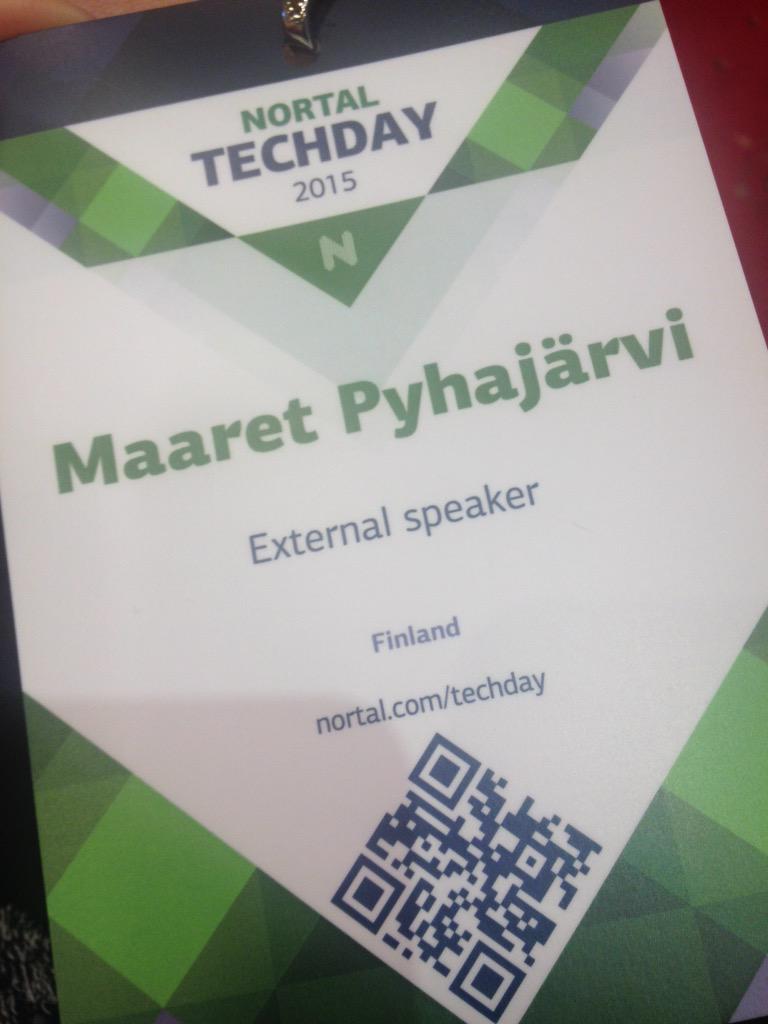 NORTAL
TECHDAY
2015
N
Maaret Pyhajärvi
External speaker
Finland
nortal.com/techday